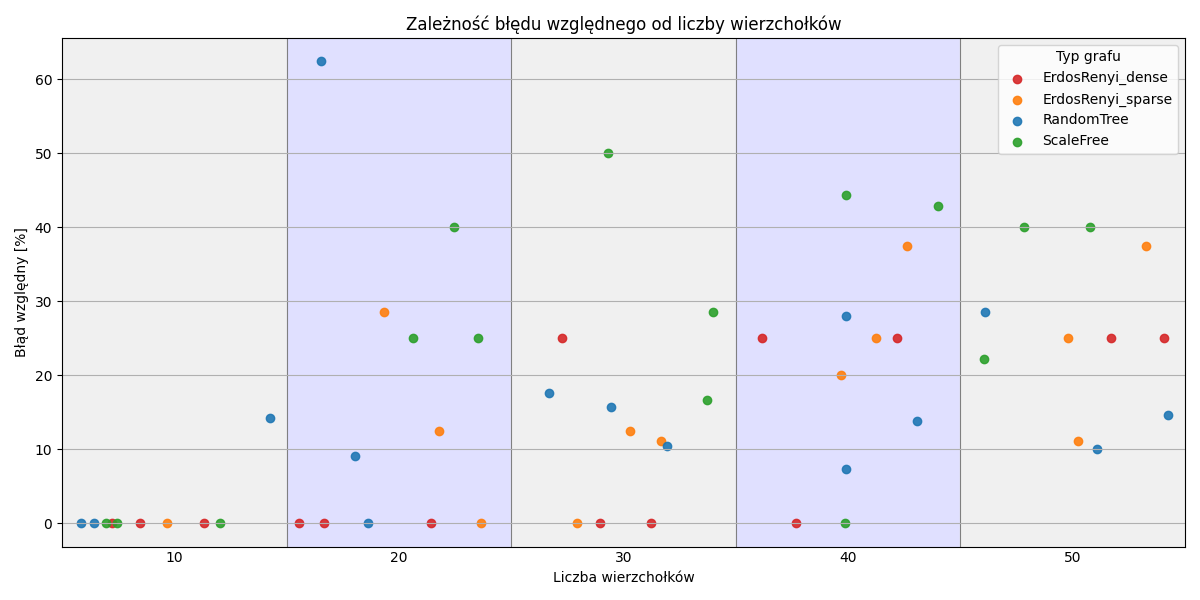 Zależność błędu względnego od liczby wierzchołków
Typ grafu
ErdosRenyi_dense
ErdosRenyi_sparse
RandomTree
ScaleFree
Błąd względny [%]
60
50
40
30
20
10
0
10 20 30 40 50
Liczba wierzchołków